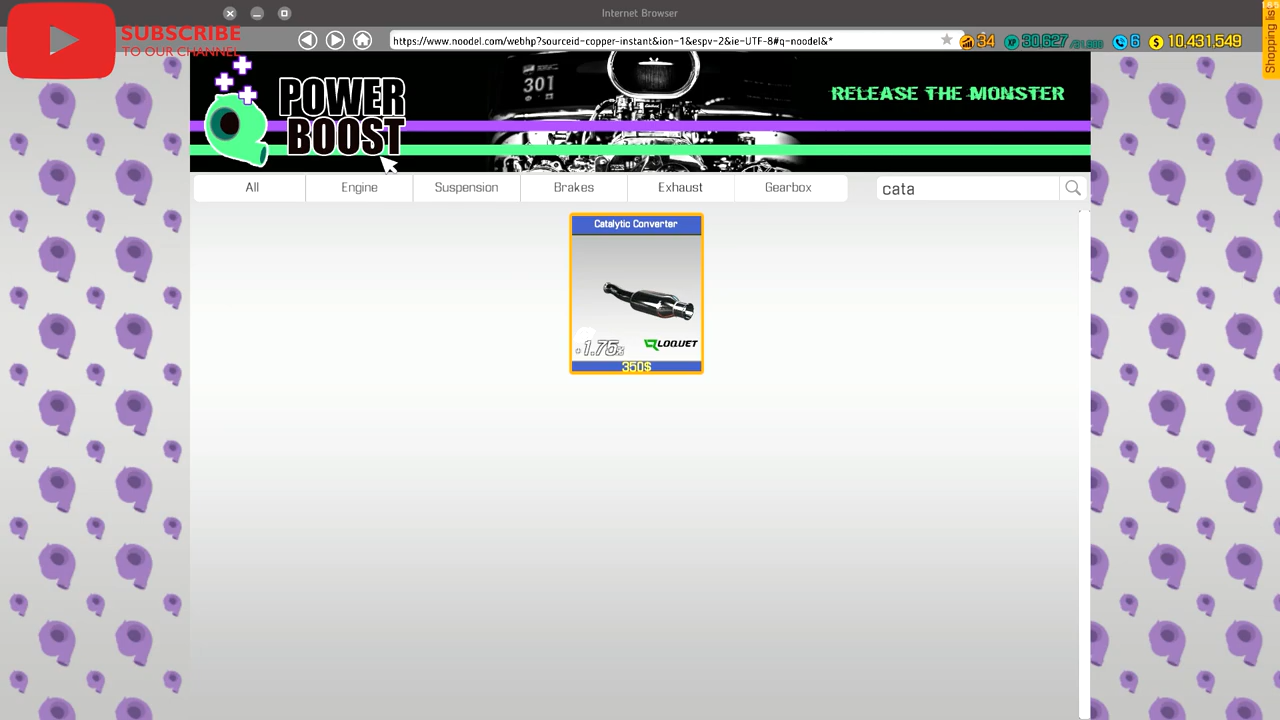 Internet Browser
SUBSCRIBE
TO OUR CHANNEL
https://www.noodel.com/webhp?sourceid-copper-instant&ion-1&espv-2&ie-UTF-8#q-noodel&*
34
XP 30,627
6
$ 10,431,549
Shopping list
POWER
BOOST
301
RELEASE THE MONSTER
All
Engine
Suspension
Brakes
Exhaust
Gearbox
cata
Catalytic Converter
+1.75%
LOQUET
350$